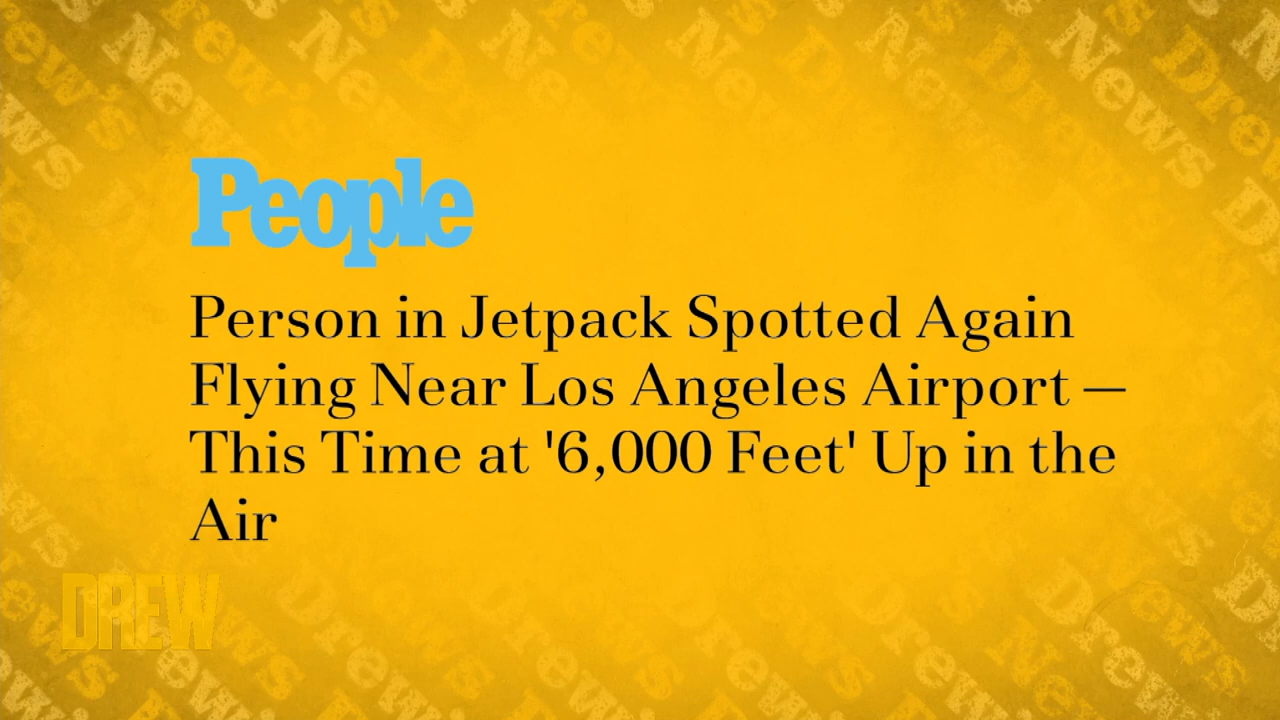 People
Person in Jetpack Spotted Again
Flying Near Los Angeles Airport —
This Time at '6,000 Feet' Up in the
Air
DREW